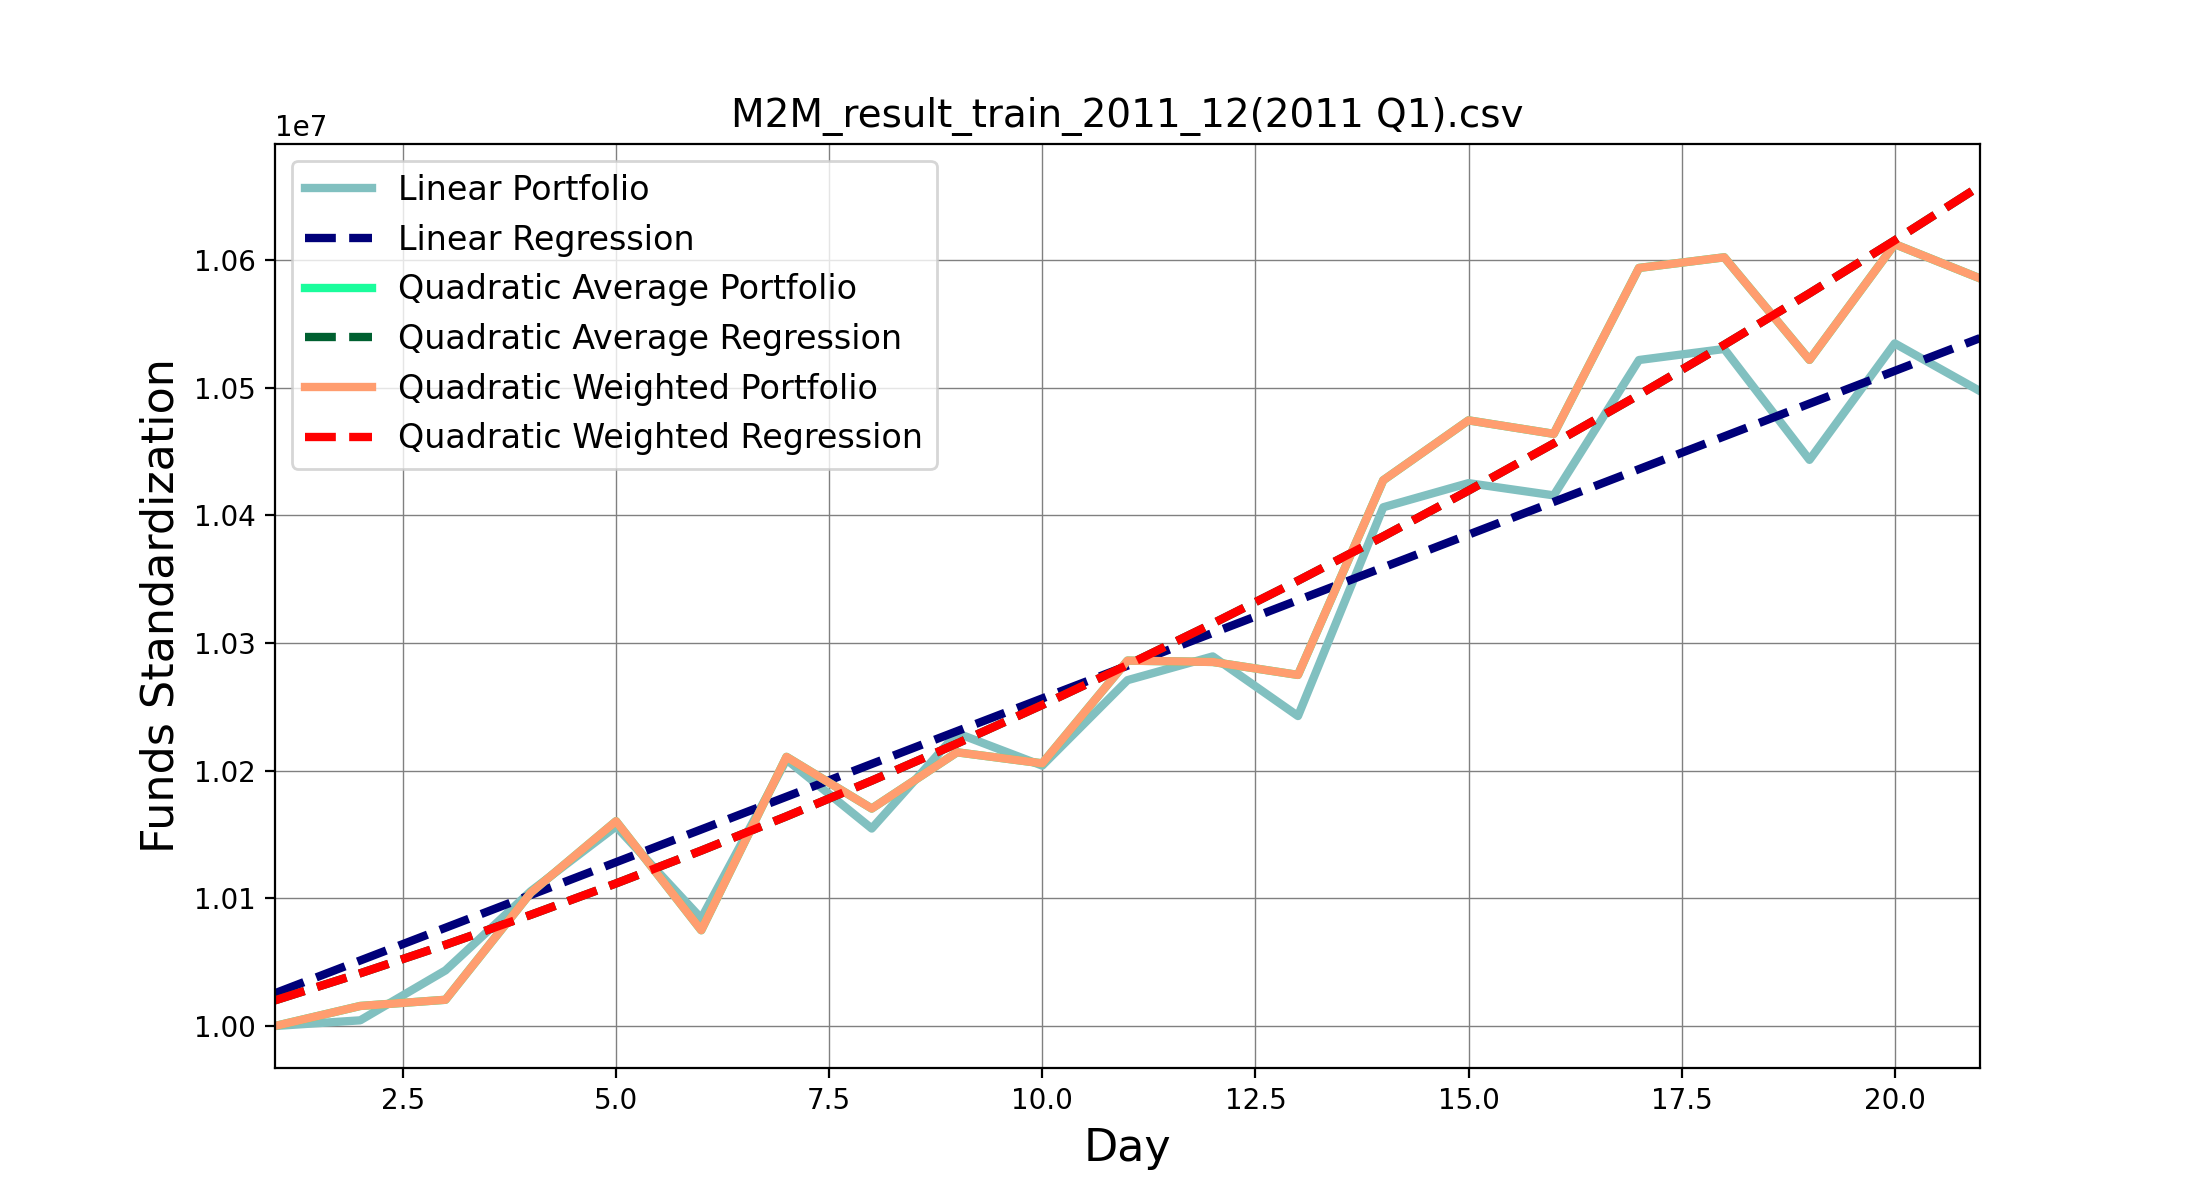 M2M_result_train_2011_12(2011 Q1).csv
1e7
Linear Portfolio
Linear Regression
Quadratic Average Portfolio
Quadratic Average Regression
Quadratic Weighted Portfolio
Quadratic Weighted Regression
Funds Standardization
1.06
1.05
1.04
1.03
1.02
1.01
1.00
2.5 5.0 7.5 10.0 12.5 15.0 17.5 20.0
Day